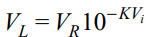 V_L = V_R 10^{-KV_i}